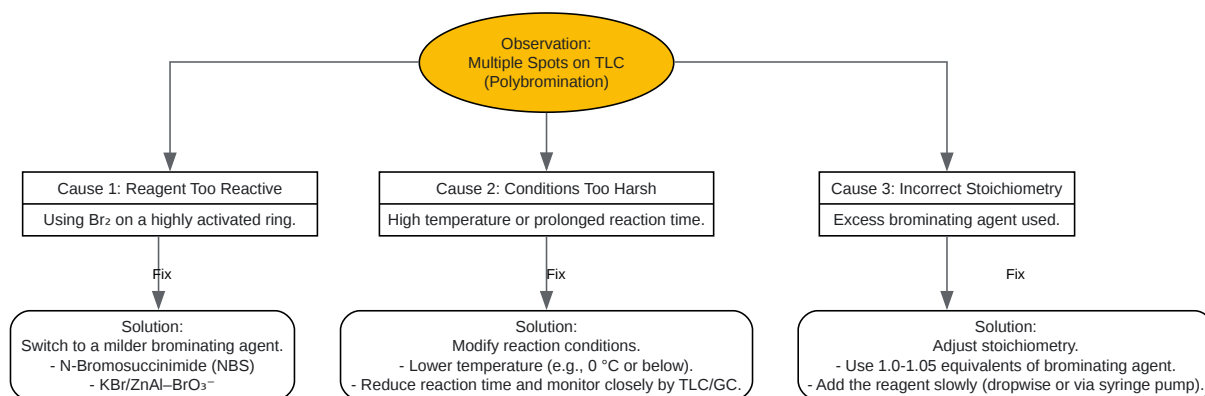 Observation:
Multiple Spots on TLC
(Polybromination)
Cause 1: Reagent Too Reactive
Using Br₂ on a highly activated ring.
Cause 2: Conditions Too Harsh
High temperature or prolonged reaction time.
Cause 3: Incorrect Stoichiometry
Excess brominating agent used.
Fix
Fix
Fix
Solution:
Switch to a milder brominating agent.
- N-Bromosuccinimide (NBS)
- KBr/ZnAl–BrO₃⁻
Solution:
Modify reaction conditions.
- Lower temperature (e.g., 0 °C or below).
- Reduce reaction time and monitor closely by TLC/GC.
Solution:
Adjust stoichiometry.
- Use 1.0-1.05 equivalents of brominating agent.
- Add the reagent slowly (dropwise or via syringe pump).